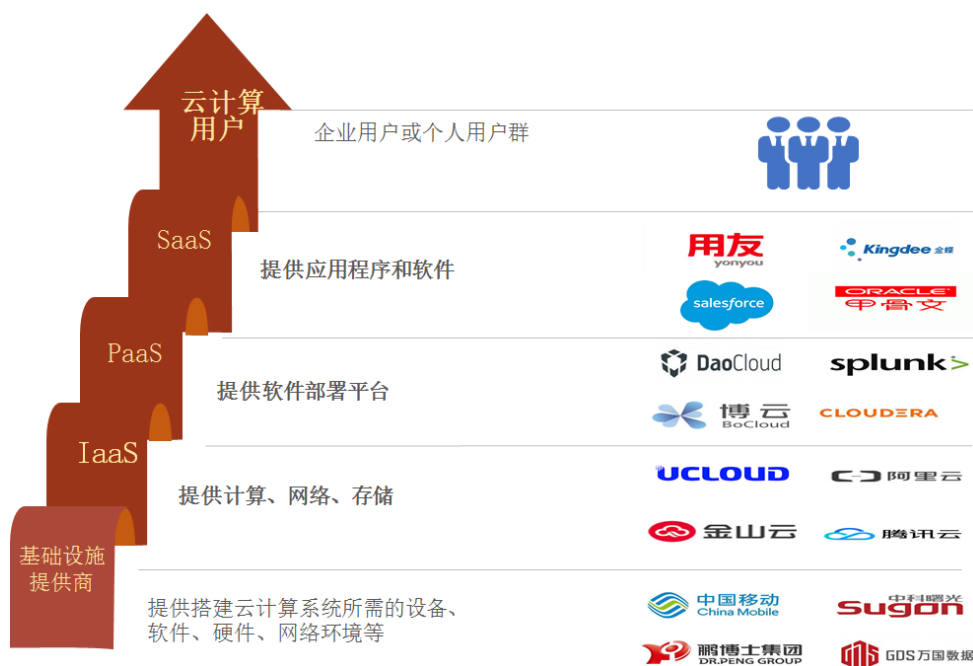 云计算
用户
企业用户或个人用户群
SaaS
提供应用程序和软件
用友
yonyou
Kingdee 金蝶
salesforce
ORACLE
甲骨文
PaaS
提供软件部署平台
DaoCloud
splunk>
博云
BoCloud
CLOUDERA
IaaS
提供计算、网络、存储
UCLOUD
阿里云
金山云
腾讯云
基础设施
提供商
提供搭建云计算系统所需的设备、
软件、硬件、网络环境等
中国移动
China Mobile
中科曙光
Sugon
鹏博士集团
DR.PENG GROUP
GDS万国数据